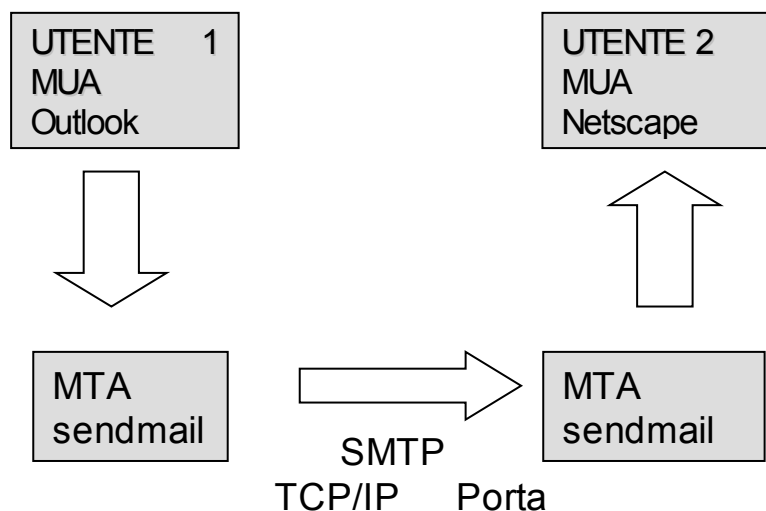 UTENTE 1
MUA
Outlook
UTENTE 2
MUA
Netscape
MTA
sendmail
MTA
sendmail
SMTP
TCP/IP Porta